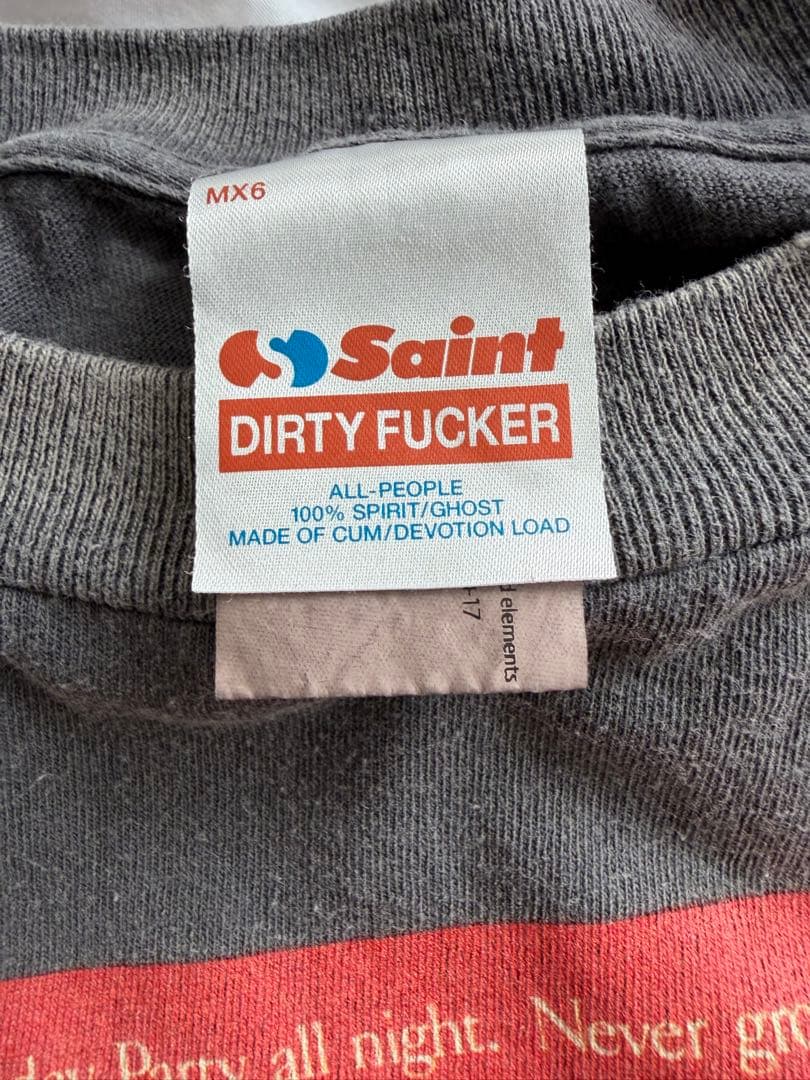 MX6
Saint
DIRTY FUCKER
ALL-PEOPLE
100% SPIRIT/GHOST
MADE OF CUM/DEVOTION LOAD
elements
-17
Party all night. Never